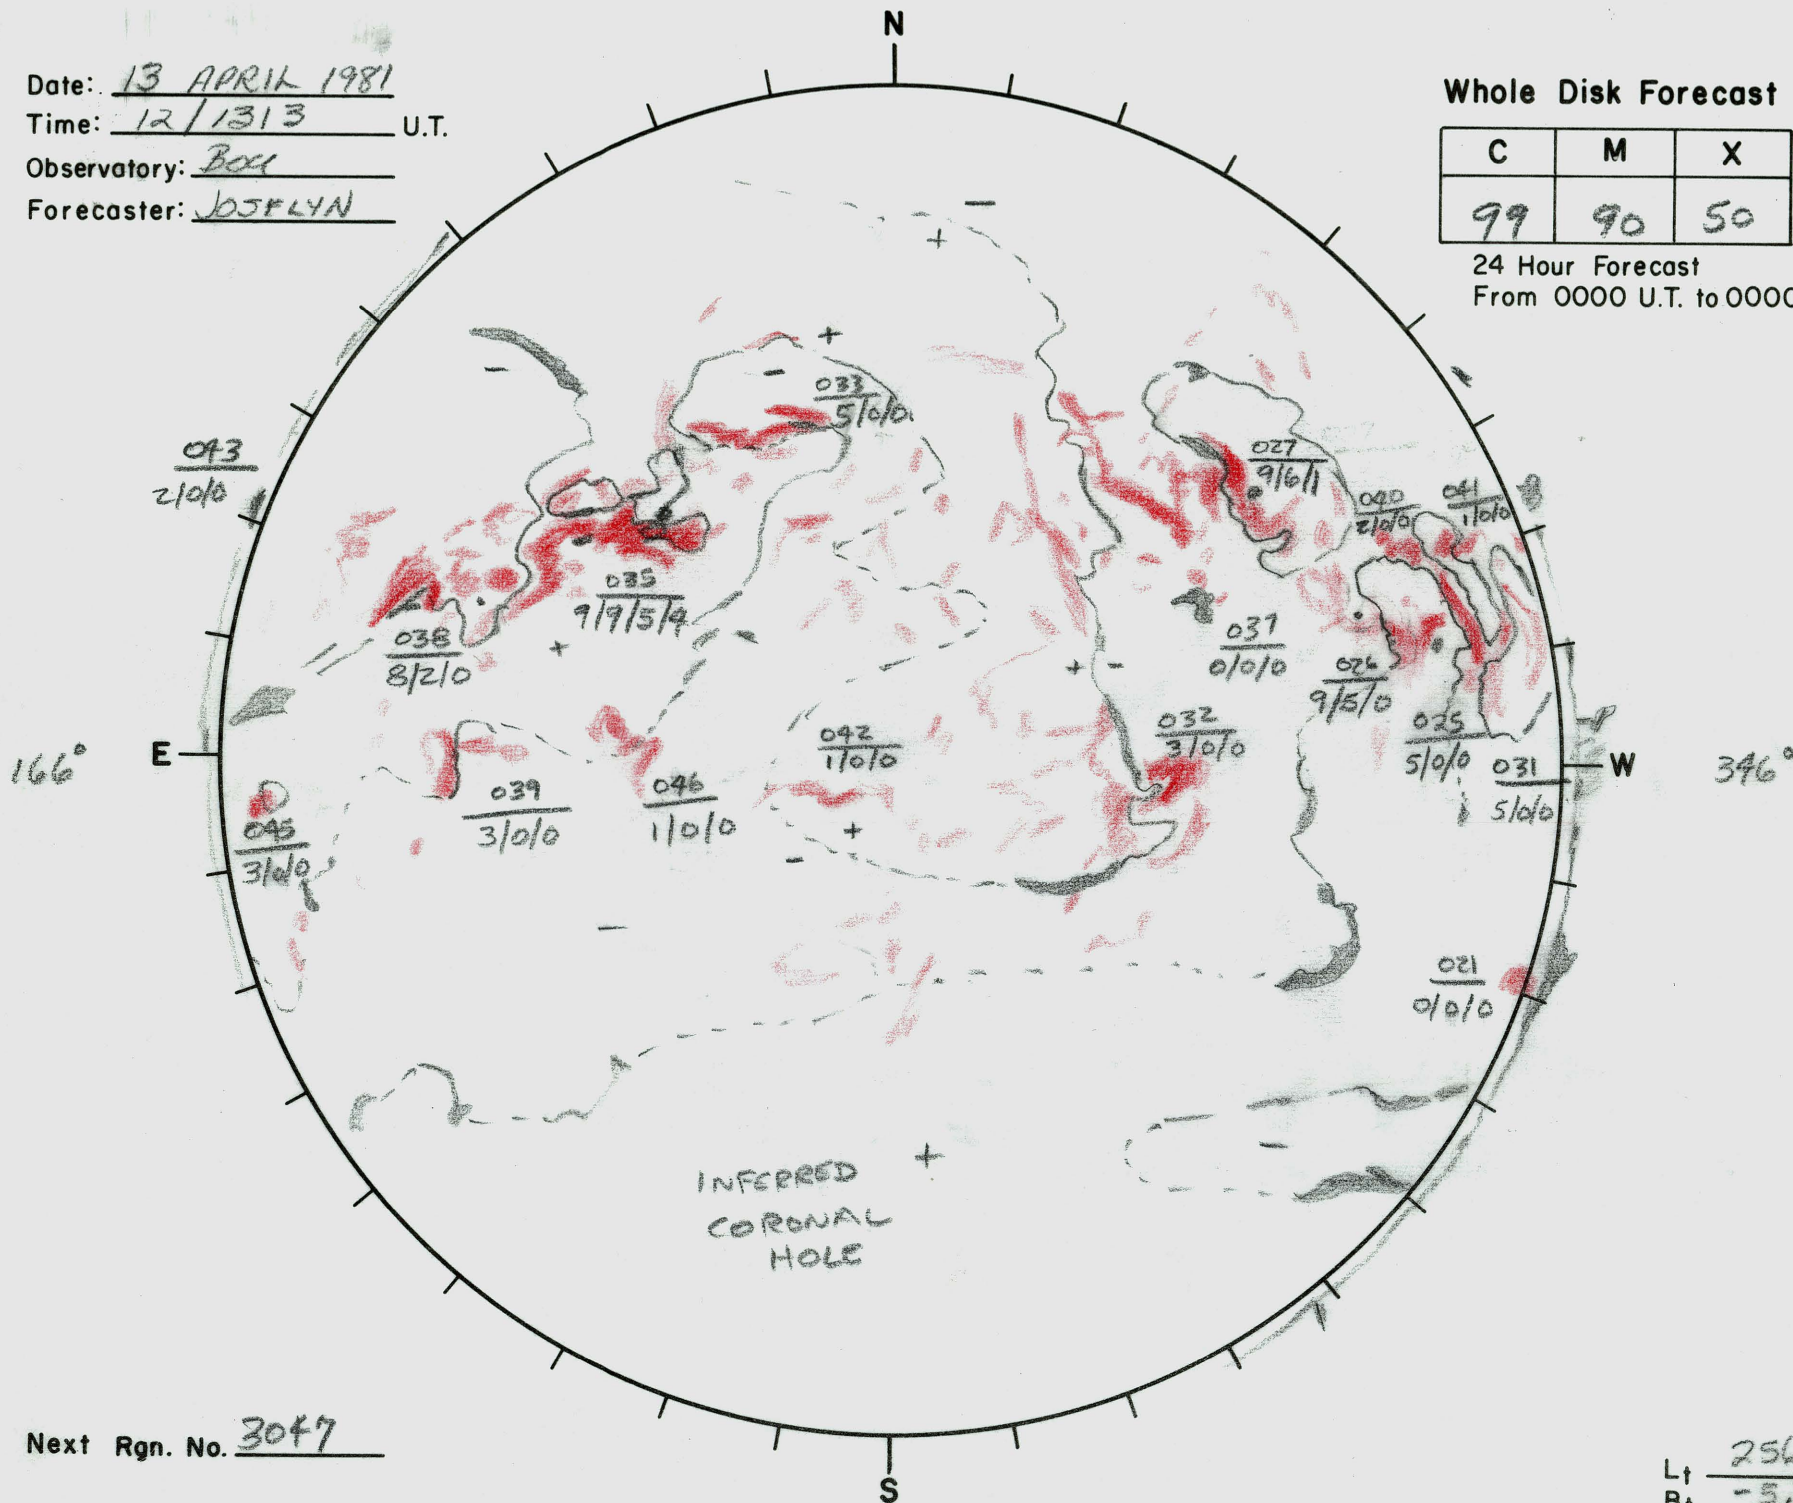 N
Date: 13 APRIL 1981
Time: 12/1313 U.T.
Observatory: BOU
Forecaster: JOSELYN
Whole Disk Forecast
C M X
99 90 50
24 Hour Forecast
From 0000 U.T. to 0000
−
+
+
−
−
033
5/0/0
043
2/0/0
027
9/6/1
040
2/0/0
041
1/0/0
035
9/9/5/4
038
8/2/0
+
037
0/0/0
+ −
026
9/5/0
032
3/0/0
025
5/0/0
042
1/0/0
166° E
W 346°
031
5/0/0
039
3/0/0
046
1/0/0
045
3/0/0
+
−
−
021
0/0/0
+
−
INFERRED
CORONAL
HOLE
Next Rgn. No. 3047
Lt 256
Bt -5
S